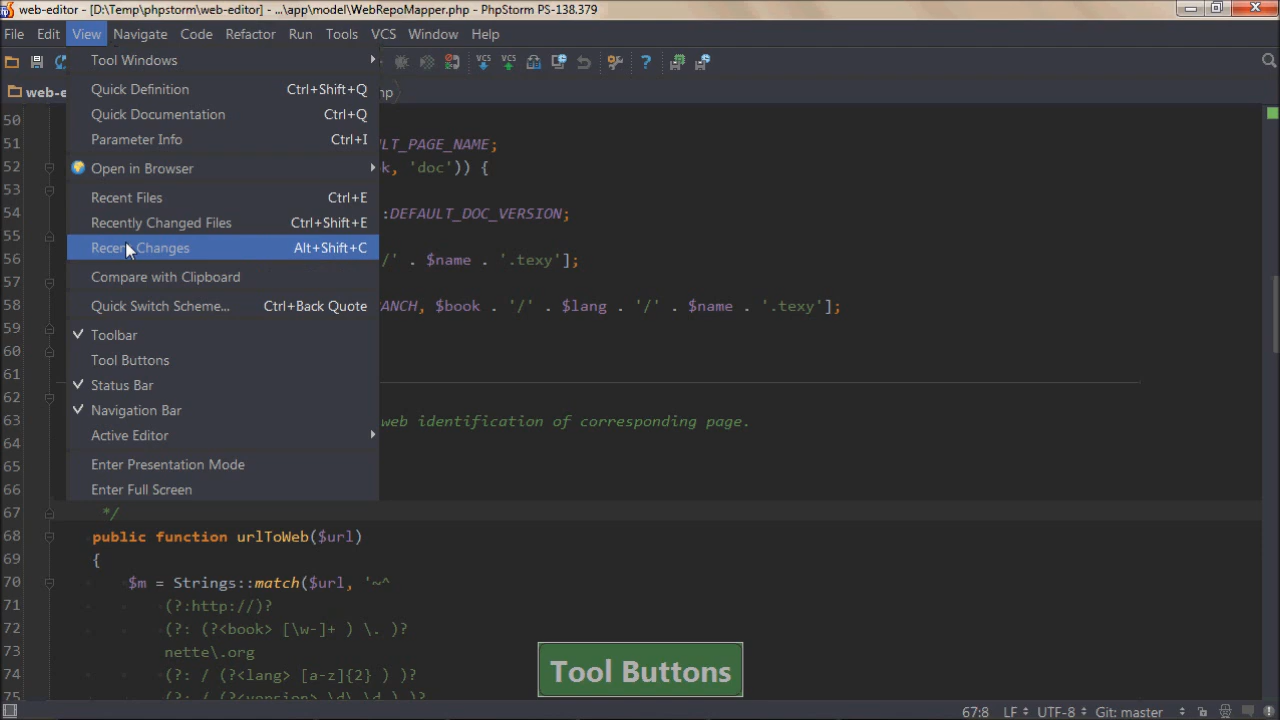 web-editor - [D:\Temp\phpstorm\web-editor] - ...\app\model\WebRepoMapper.php - PhpStorm PS-138.379
File Edit View Navigate Code Refactor Run Tools VCS Window Help
Tool Windows
web-e
Quick Definition Ctrl+Shift+Q
Quick Documentation Ctrl+Q
Parameter Info Ctrl+I
Open in Browser
Recent Files Ctrl+E
Recently Changed Files Ctrl+Shift+E
Recent Changes Alt+Shift+C
Compare with Clipboard
Quick Switch Scheme... Ctrl+Back Quote
Toolbar
Tool Buttons
Status Bar
Navigation Bar
Active Editor
Enter Presentation Mode
Enter Full Screen
50
51 LT_PAGE_NAME;
52 k, 'doc')) {
53
54 :DEFAULT_DOC_VERSION;
55
56 /' . $name . '.texy'];
57
58 ANCH, $book . '/' . $lang . '/' . $name . '.texy'];
59
60
61
62
63 web identification of corresponding page.
64
65
66
67 */
68 public function urlToWeb($url)
69 {
70 $m = Strings::match($url, '~^
71 (?:http://)?
72 (?: (?<book> [\w-]+ ) \. )?
73 nette\.org
74 (?: / (?<lang> [a-z]{2} ) )?
75 (?: / (?<version> \d\.\d ) )?
Tool Buttons
67:8 LF UTF-8 Git: master